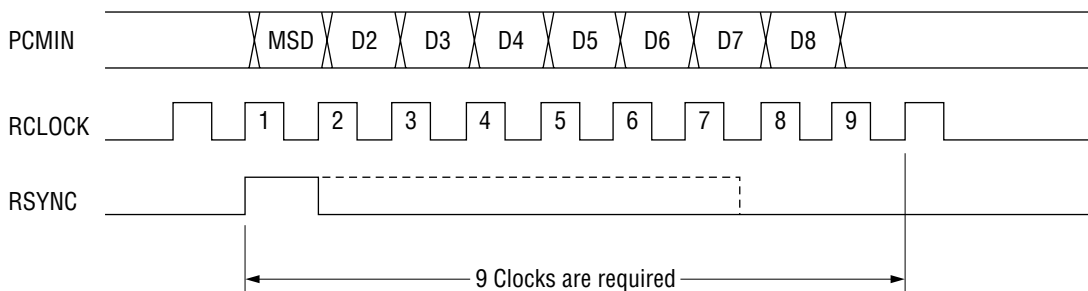 PCMIN MSD D2 D3 D4 D5 D6 D7 D8
RCLOCK 1 2 3 4 5 6 7 8 9
RSYNC
9 Clocks are required